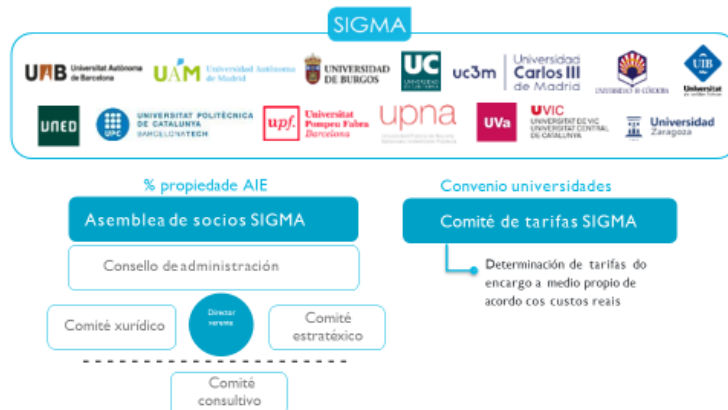 SIGMA
UAB Universitat Autònoma
de Barcelona
UAM Universidad Autónoma
de Madrid
UNIVERSIDAD
DE BURGOS
UC
uc3m Universidad
Carlos III
de Madrid
UNIVERSIDAD DE CÓRDOBA
UIB
Universitat
UNED
UPC
UNIVERSITAT POLITÈCNICA
DE CATALUNYA
BARCELONATECH
upf. Universitat
Pompeu Fabra
Barcelona
upna
UVa
UVIC
UNIVERSITAT DE VIC
UNIVERSITAT CENTRAL
DE CATALUNYA
Universidad
Zaragoza
% propiedade AIE
Asemblea de socios SIGMA
Consello de administración
Comité xurídico
Director
xerente
Comité
estratéxico
Comité
consultivo
Convenio universidades
Comité de tarifas SIGMA
Determinación de tarifas do
encargo a medio propio de
acordo cos custos reais